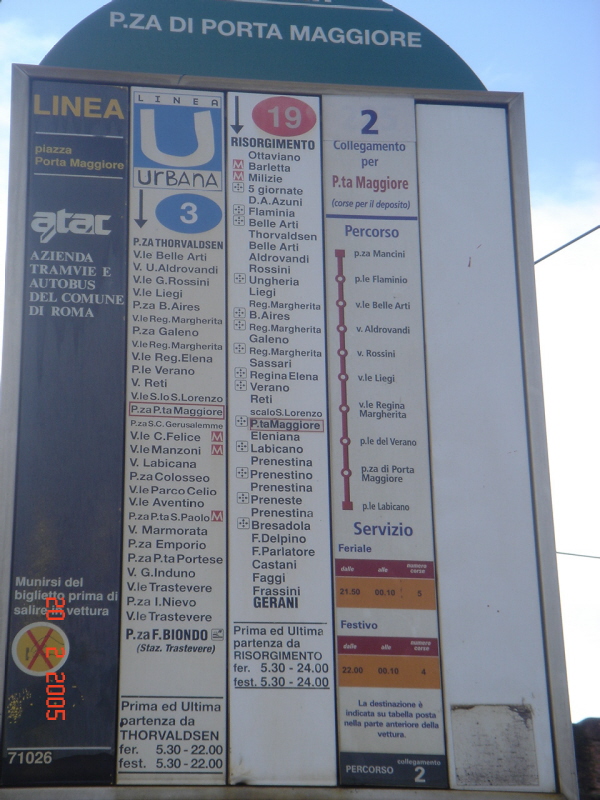 P.ZA DI PORTA MAGGIORE
LINEA
piazza
Porta Maggiore
atac
AZIENDA
TRAMVIE E
AUTOBUS
DEL COMUNE
DI ROMA
Munirsi del
biglietto prima di
salire in vettura
71026
LINEA
U
URBANA
3
P.ZA THORVALDSEN
V.le Belle Arti
V. U.Aldrovandi
V.le G.Rossini
V.le Liegi
P.za B.Aires
V.le Reg.Margherita
P.za Galeno
V.le Reg.Margherita
V.le Reg.Elena
P.le Verano
V. Reti
V.le S.lo S.Lorenzo
P.za P.ta Maggiore
P.za S.C. Gerusalemme
V.le C.Felice M
V.le Manzoni M
V. Labicana
P.za Colosseo
V.le Parco Celio
V.le Aventino
P.za P.ta S.Paolo M
V. Marmorata
P.za Emporio
P.za P.ta Portese
V. G.Induno
V.le Trastevere
P.za I.Nievo
V.le Trastevere
P.za F.BIONDO
(Staz. Trastevere)
Prima ed Ultima
partenza da
THORVALDSEN
fer. 5.30 - 22.00
fest. 5.30 - 22.00
19
RISORGIMENTO
Ottaviano
M Barletta
M Milizie
5 giornate
D.A.Azuni
Flaminia
Belle Arti
Thorvaldsen
Belle Arti
Aldrovandi
Rossini
Ungheria
Liegi
Reg.Margherita
B.Aires
Reg.Margherita
Galeno
Reg.Margherita
Sassari
Regina Elena
Verano
Reti
scalo S.Lorenzo
P.ta Maggiore
Eleniana
Labicano
Prenestina
Prenestino
Prenestina
Preneste
Prenestina
Bresadola
F.Delpino
F.Parlatore
Castani
Faggi
Frassini
GERANI
Prima ed Ultima
partenza da
RISORGIMENTO
fer. 5.30 - 24.00
fest. 5.30 - 24.00
2
Collegamento
per
P.ta Maggiore
(corse per il deposito)
Percorso
p.za Mancini
p.le Flaminio
v.le Belle Arti
v. Aldrovandi
v. Rossini
v.le Liegi
v.le Regina
Margherita
p.le del Verano
p.za di Porta
Maggiore
p.le Labicano
Servizio
Feriale
dalle alle numero corse
21.50 00.10 5
Festivo
dalle alle numero corse
22.00 00.10 4
La destinazione è
indicata su tabella posta
nella parte anteriore della
vettura.
PERCORSO collegamento 2